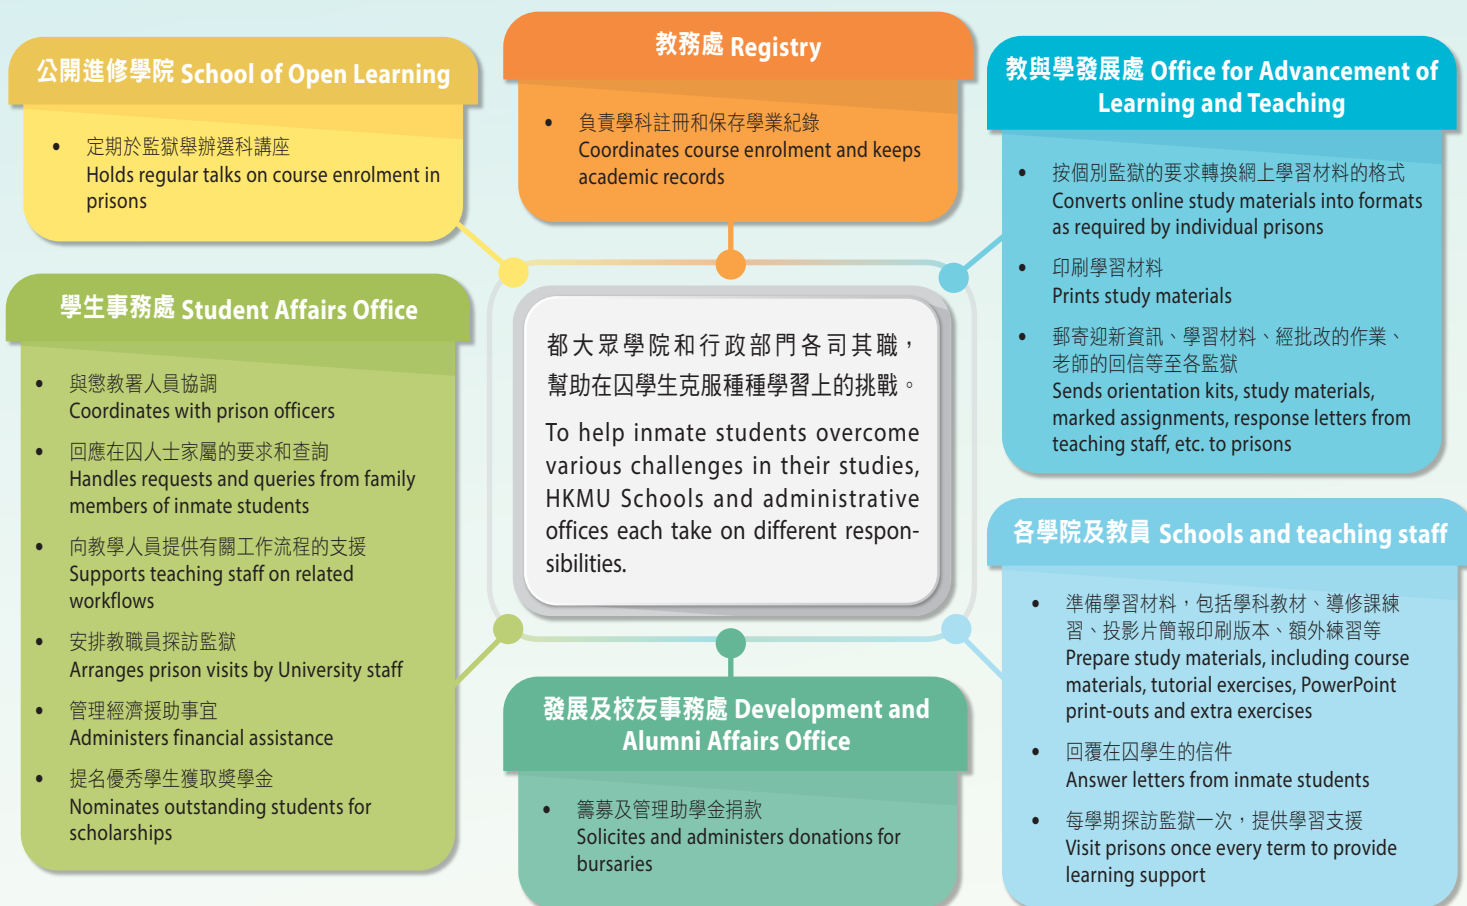 公開進修學院 School of Open Learning
• 定期於監獄舉辦選科講座
Holds regular talks on course enrolment in
prisons
教務處 Registry
• 負責學科註冊和保存學業紀錄
Coordinates course enrolment and keeps
academic records
教與學發展處 Office for Advancement of
Learning and Teaching
• 按個別監獄的要求轉換網上學習材料的格式
Converts online study materials into formats
as required by individual prisons
• 印刷學習材料
Prints study materials
• 郵寄迎新資訊、學習材料、經批改的作業、
老師的回信等至各監獄
Sends orientation kits, study materials,
marked assignments, response letters from
teaching staff, etc. to prisons
學生事務處 Student Affairs Office
• 與懲教署人員協調
Coordinates with prison officers
• 回應在囚人士家屬的要求和查詢
Handles requests and queries from family
members of inmate students
• 向教學人員提供有關工作流程的支援
Supports teaching staff on related
workflows
• 安排教職員探訪監獄
Arranges prison visits by University staff
• 管理經濟援助事宜
Administers financial assistance
• 提名優秀學生獲取獎學金
Nominates outstanding students for
scholarships
都大眾學院和行政部門各司其職，
幫助在囚學生克服種種學習上的挑戰。
To help inmate students overcome
various challenges in their studies,
HKMU Schools and administrative
offices each take on different respon-
sibilities.
發展及校友事務處 Development and
Alumni Affairs Office
• 籌募及管理助學金捐款
Solicites and administers donations for
bursaries
各學院及教員 Schools and teaching staff
• 準備學習材料，包括學科教材、導修課練
習、投影片簡報印刷版本、額外練習等
Prepare study materials, including course
materials, tutorial exercises, PowerPoint
print-outs and extra exercises
• 回覆在囚學生的信件
Answer letters from inmate students
• 每學期探訪監獄一次，提供學習支援
Visit prisons once every term to provide
learning support